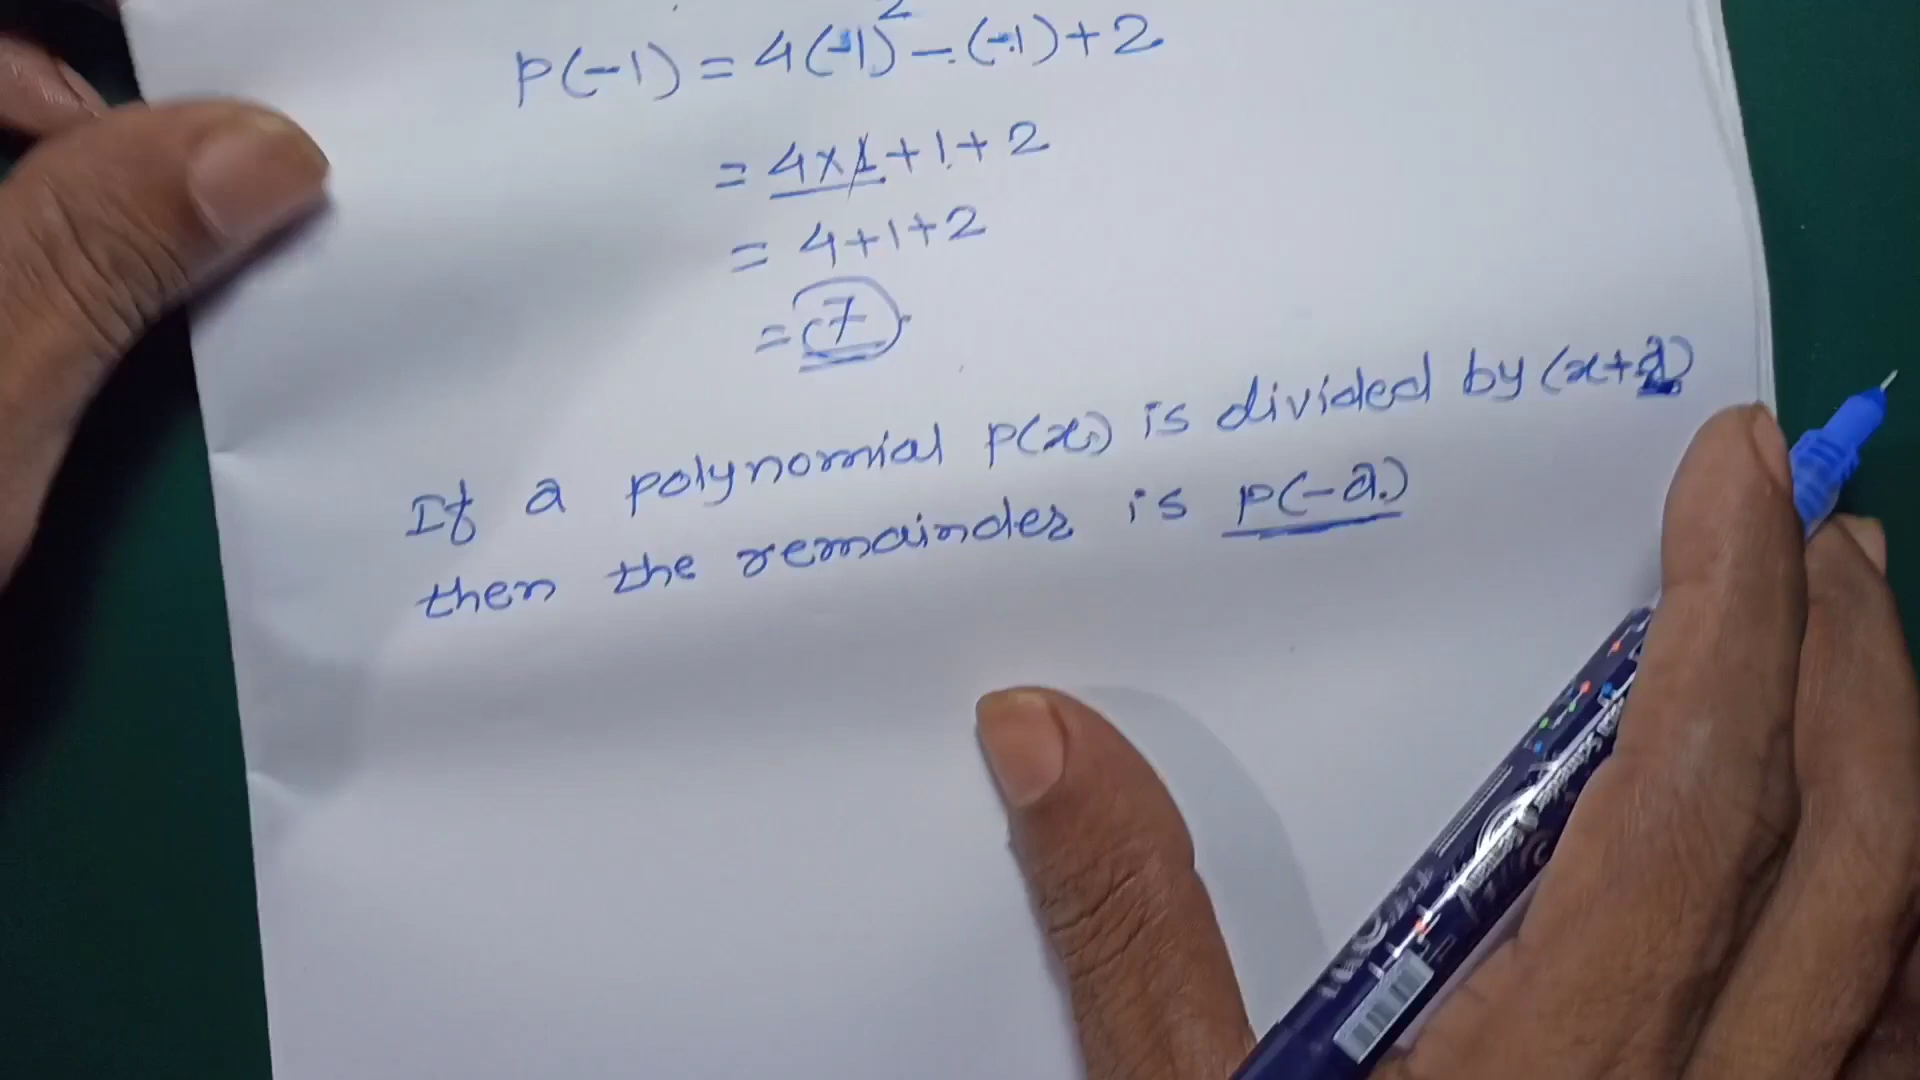 P(-1) = 4(-1)² - (-1) + 2
= 4×1 + 1 + 2
= 4+1+2
= 7
If a polynomial p(x) is divided by (x+a)
then the remainder is p(-a)